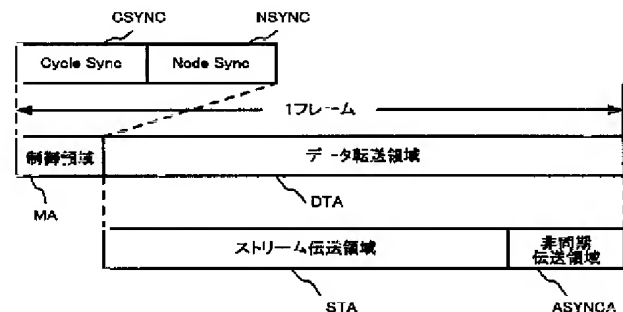 CSYNC NSYNC
Cycle Sync Node Sync
1フレーム
制御領域 データ転送領域
MA DTA
ストリーム伝送領域 非同期
伝送領域
STA ASYNCA